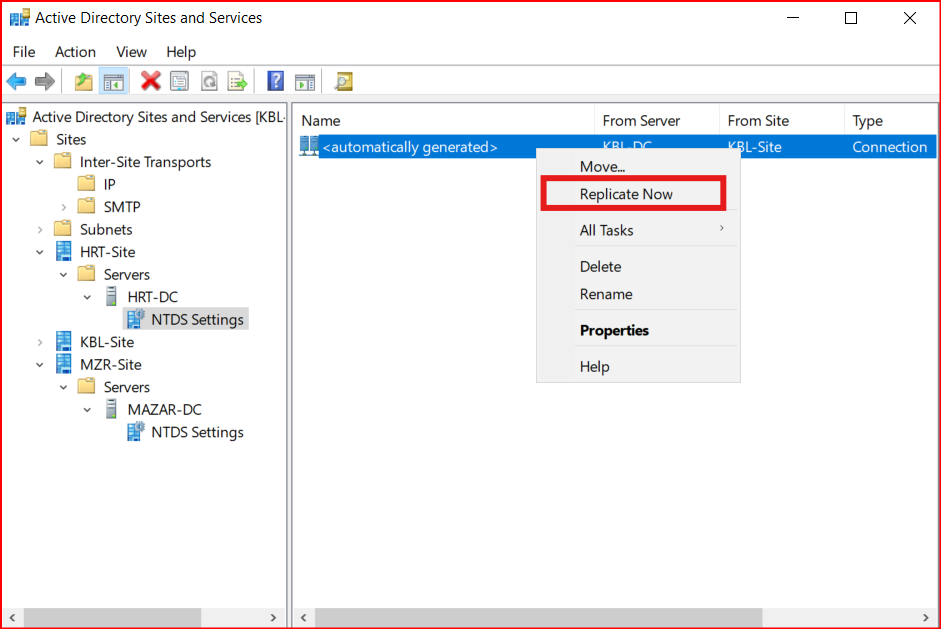 Active Directory Sites and Services
File Action View Help
Active Directory Sites and Services [KBL-
Sites
Inter-Site Transports
IP
SMTP
Subnets
HRT-Site
Servers
HRT-DC
NTDS Settings
KBL-Site
MZR-Site
Servers
MAZAR-DC
NTDS Settings
Name From Server From Site Type
<automatically generated> KBL-DC KBL-Site Connection
Move...
Replicate Now
All Tasks
Delete
Rename
Properties
Help